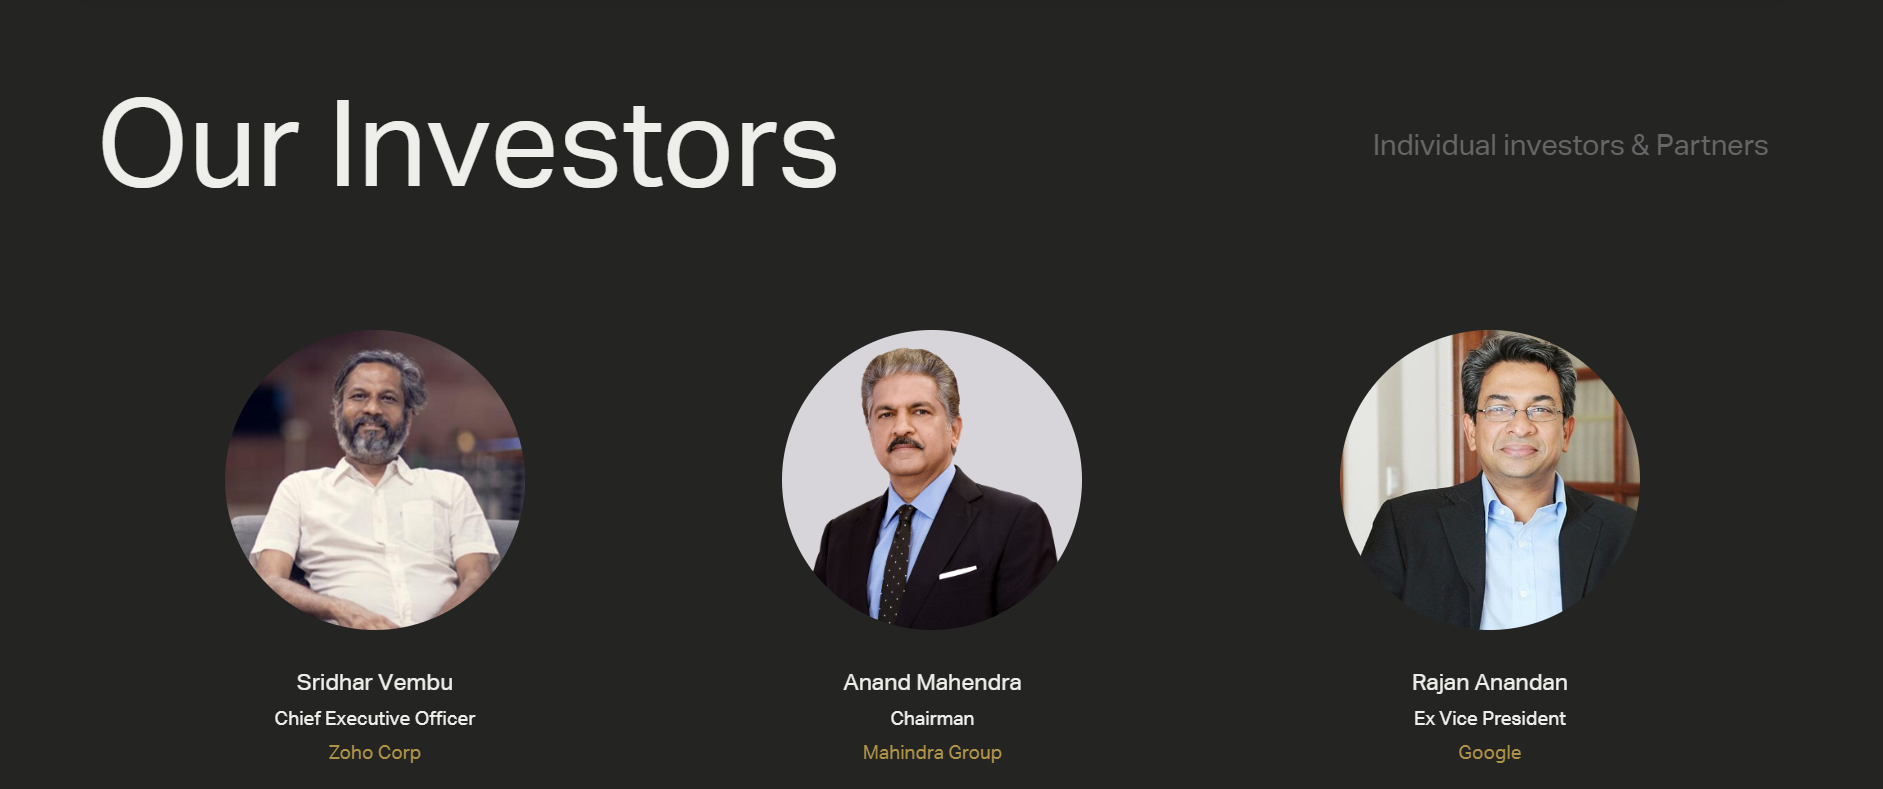 Our Investors
Individual investors & Partners
Sridhar Vembu
Chief Executive Officer
Zoho Corp
Anand Mahendra
Chairman
Mahindra Group
Rajan Anandan
Ex Vice President
Google